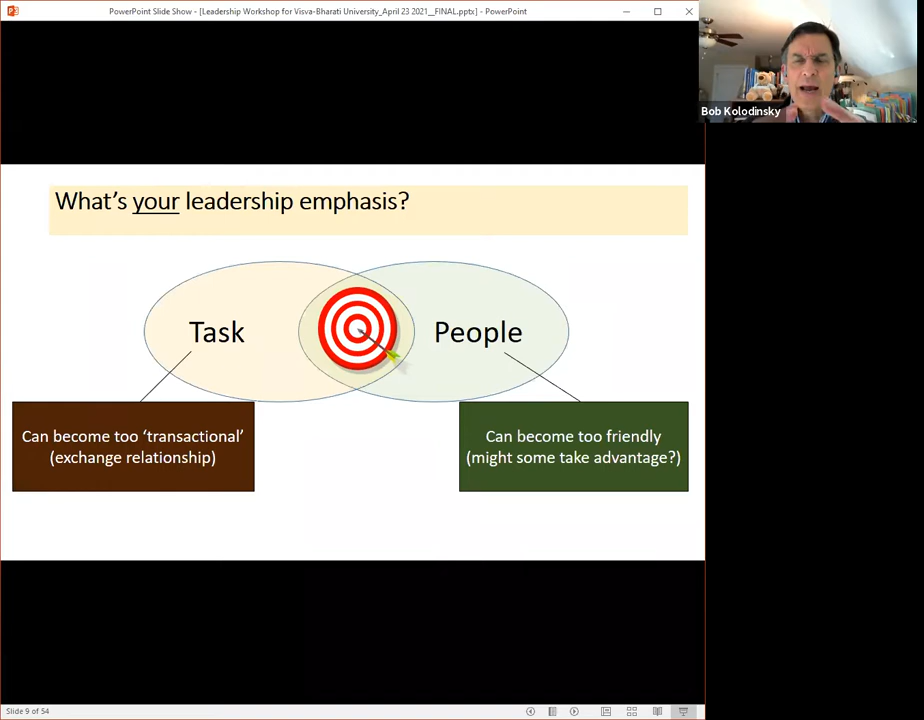 PowerPoint Slide Show - [Leadership Workshop for Visva-Bharati University_April 23 2021__FINAL.pptx] - PowerPoint
Bob Kolodinsky
What's your leadership emphasis?
Task
People
Can become too 'transactional'
(exchange relationship)
Can become too friendly
(might some take advantage?)
Slide 9 of 54